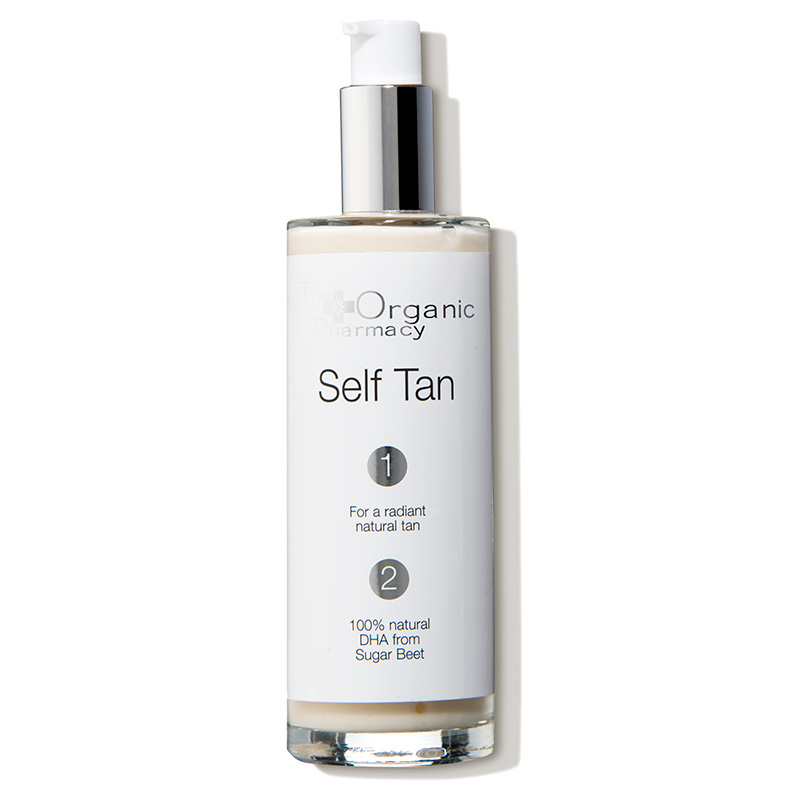 The Organic
Pharmacy
Self Tan
1
For a radiant
natural tan
2
100% natural
DHA from
Sugar Beet